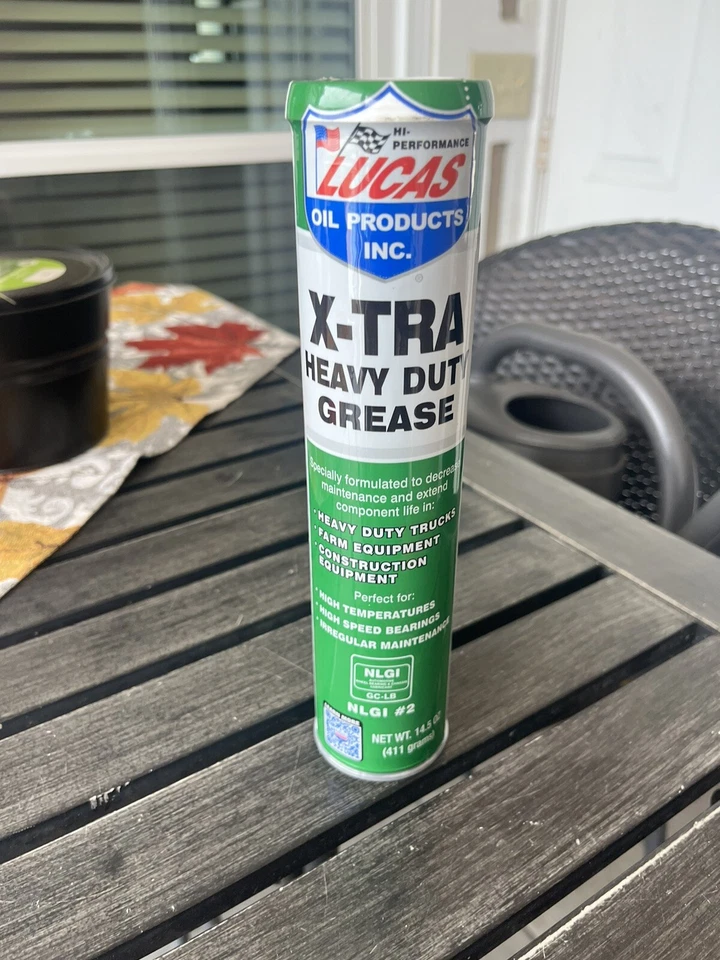 HI-
PERFORMANCE
LUCAS
OIL PRODUCTS
INC.
X-TRA
HEAVY DUTY
GREASE
Specially formulated to decrease
maintenance and extend
component life in:
• HEAVY DUTY TRUCKS
• FARM EQUIPMENT
• CONSTRUCTION
EQUIPMENT
Perfect for:
• HIGH TEMPERATURES
• HIGH SPEED BEARINGS
• IRREGULAR MAINTENANCE
NLGI
GC-LB
NLGI #2
NET WT. 14.5 OZ
(411 grams)